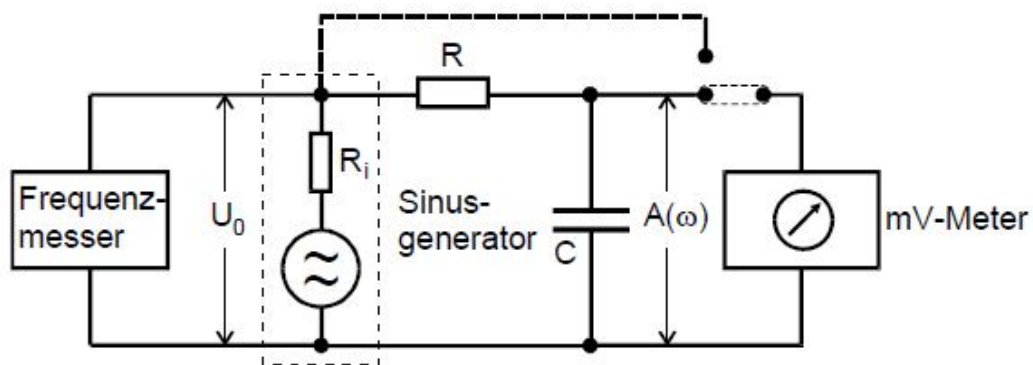 R
Frequenz-
messer
U₀
Rᵢ
Sinus-
generator
C
A(ω)
mV-Meter